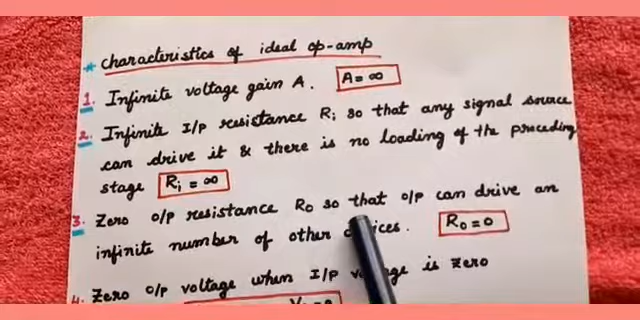 * characteristics of ideal op-amp
1. Infinite voltage gain A. A = ∞
2. Infinite I/P resistance Ri so that any signal source
can drive it & there is no loading of the preceding
stage Ri = ∞
3. Zero O/P resistance Ro so that O/P can drive an
infinite number of other
Ro = 0
4. Zero O/P voltage when I/P is zero